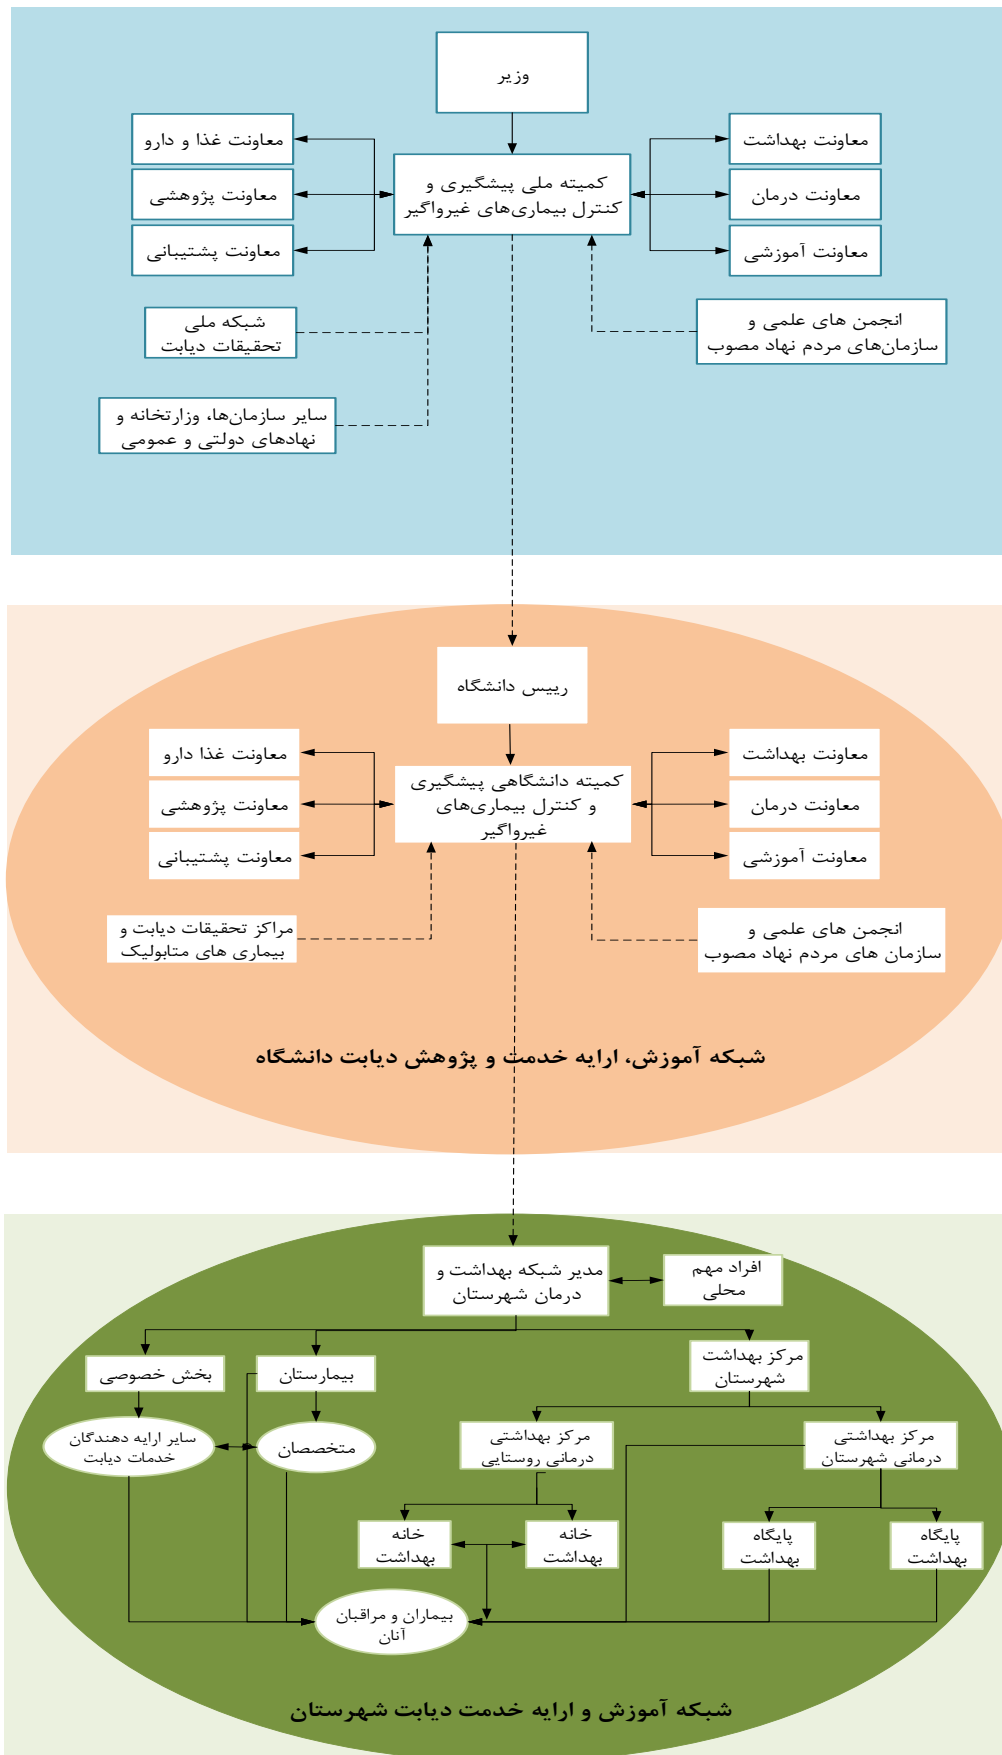 وزیر
معاونت بهداشت
معاونت غذا و دارو
کمیته ملی پیشگیری و
کنترل بیماری‌های غیرواگیر
معاونت درمان
معاونت پژوهشی
معاونت آموزشی
معاونت پشتیبانی
انجمن های علمی و
سازمان‌های مردم نهاد مصوب
شبکه ملی
تحقیقات دیابت
سایر سازمان‌ها، وزارتخانه و
نهادهای دولتی و عمومی
رییس دانشگاه
معاونت بهداشت
معاونت غذا دارو
کمیته دانشگاهی پیشگیری
و کنترل بیماری‌های
غیرواگیر
معاونت درمان
معاونت پژوهشی
معاونت آموزشی
معاونت پشتیبانی
انجمن های علمی و
سازمان های مردم نهاد مصوب
مراکز تحقیقات دیابت و
بیماری های متابولیک
شبکه آموزش، ارایه خدمت و پژوهش دیابت دانشگاه
افراد مهم
محلی
مدیر شبکه بهداشت و
درمان شهرستان
مرکز بهداشت
شهرستان
بیمارستان
بخش خصوصی
مرکز بهداشتی
درمانی شهرستان
مرکز بهداشتی
درمانی روستایی
متخصصان
سایر ارایه دهندگان
خدمات دیابت
پایگاه
بهداشت
پایگاه
بهداشت
خانه
بهداشت
خانه
بهداشت
بیماران و مراقبان
آنان
شبکه آموزش و ارایه خدمت دیابت شهرستان